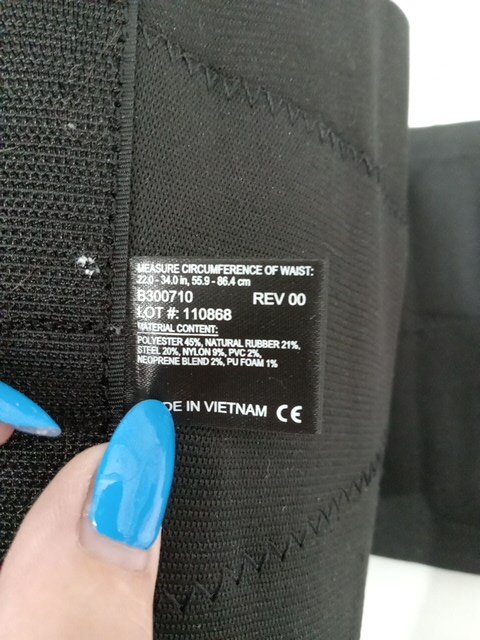 MEASURE CIRCUMFERENCE OF WAIST:
22.0 - 34.0 in, 55.9 - 86.4 cm
B300710 REV 00
LOT #: 110868
MATERIAL CONTENT:
POLYESTER 45%, NATURAL RUBBER 21%,
STEEL 20%, NYLON 9%, PVC 2%,
NEOPRENE BLEND 2%, PU FOAM 1%
DE IN VIETNAM CE